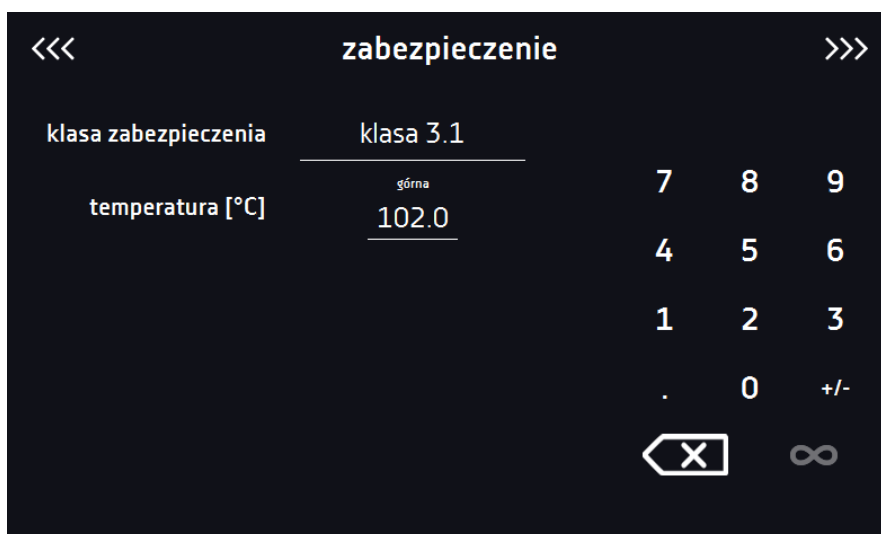 <<< zabezpieczenie >>>
klasa zabezpieczenia klasa 3.1
górna
temperatura [°C] 102.0
7 8 9
4 5 6
1 2 3
. 0 +/-
X ∞